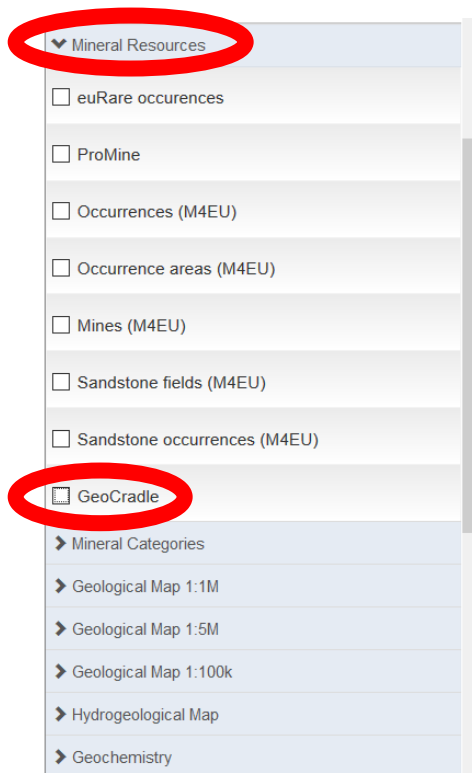 Mineral Resources
euRare occurences
ProMine
Occurrences (M4EU)
Occurrence areas (M4EU)
Mines (M4EU)
Sandstone fields (M4EU)
Sandstone occurrences (M4EU)
GeoCradle
Mineral Categories
Geological Map 1:1M
Geological Map 1:5M
Geological Map 1:100k
Hydrogeological Map
Geochemistry